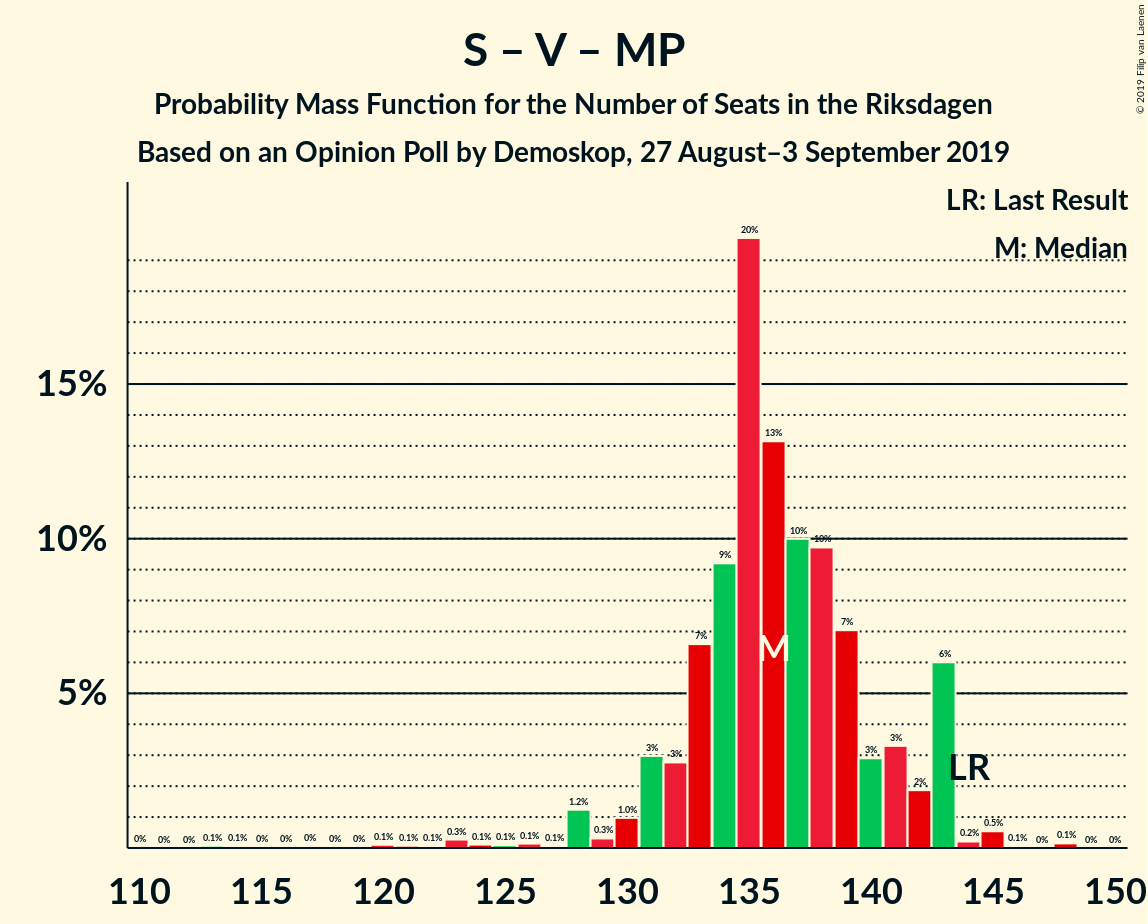 S – V – MP
Probability Mass Function for the Number of Seats in the Riksdagen
Based on an Opinion Poll by Demoskop, 27 August–3 September 2019
© 2019 Filip van Laenen
LR: Last Result
M: Median
15%
10%
5%
0% 0% 0% 0.1% 0.1% 0% 0% 0% 0% 0% 0.1% 0.1% 0.1% 0.3% 0.1% 0.1% 0.1% 0.1% 1.2% 0.3% 1.0% 3% 3% 7% 9% 20% 13% 10% 10% 7% 3% 3% 2% 6% 0.2% 0.5% 0.1% 0% 0.1% 0% 0%
M
LR
110 115 120 125 130 135 140 145 150